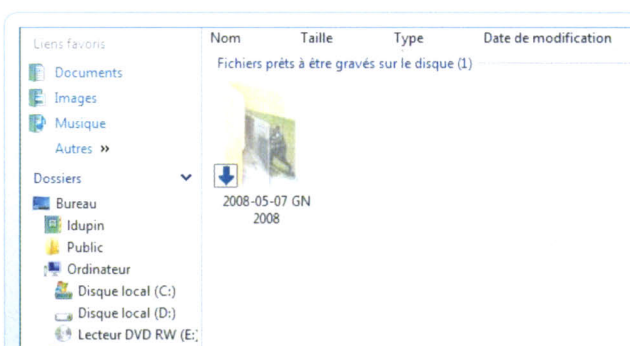 Liens favoris
Documents
Images
Musique
Autres »
Dossiers
Bureau
ldupin
Public
Ordinateur
Disque local (C:)
Disque local (D:)
Lecteur DVD RW (E:
Nom Taille Type Date de modification
Fichiers prêts à être gravés sur le disque (1)
2008-05-07 GN
2008